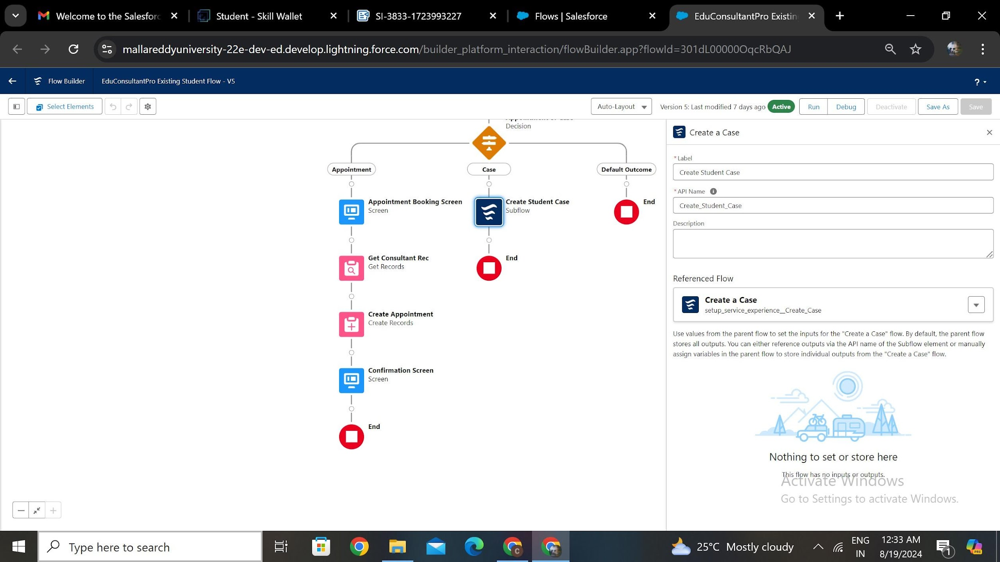 Welcome to the Salesforc
Student - Skill Wallet
SI-3833-1723993227
Flows | Salesforce
EduConsultantPro Existin
mallareddyuniversity-22e-dev-ed.develop.lightning.force.com/builder_platform_interaction/flowBuilder.app?flowId=301dL00000OqcRbQAJ
Flow Builder
EduConsultantPro Existing Student Flow - V5
?
Select Elements
Auto-Layout
Version 5: Last modified 7 days ago
Active
Run
Debug
Deactivate
Save As
Save
Decision
Appointment
Case
Default Outcome
Appointment Booking Screen
Screen
Create Student Case
Subflow
End
Get Consultant Rec
Get Records
End
Create Appointment
Create Records
Confirmation Screen
Screen
End
Create a Case
* Label
Create Student Case
* API Name
Create_Student_Case
Description
Referenced Flow
Create a Case
setup_service_experience__Create_Case
Use values from the parent flow to set the inputs for the "Create a Case" flow. By default, the parent flow
stores all outputs. You can either reference outputs via the API name of the Subflow element or manually
assign variables in the parent flow to store individual outputs from the "Create a Case" flow.
Nothing to set or store here
This flow has no inputs or outputs.
Activate Windows
Go to Settings to activate Windows.
Type here to search
C
25°C Mostly cloudy
ENG
IN
12:33 AM
8/19/2024
1
PRE